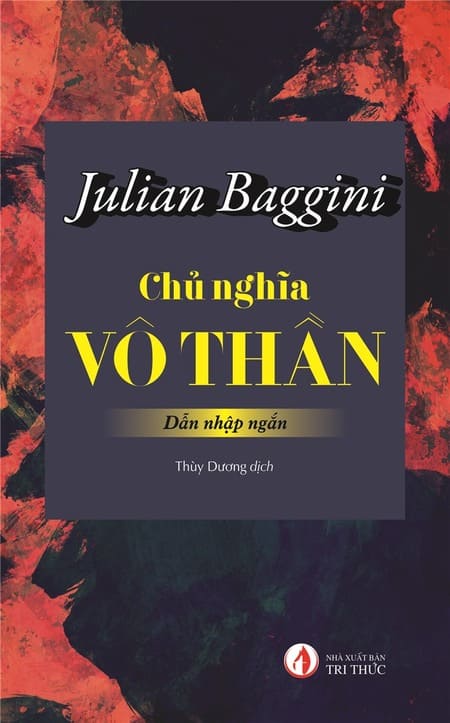 Julian Baggini
Chủ nghĩa
VÔ THẦN
Dẫn nhập ngắn
Thùy Dương dịch
NHÀ XUẤT BẢN
TRI THỨC